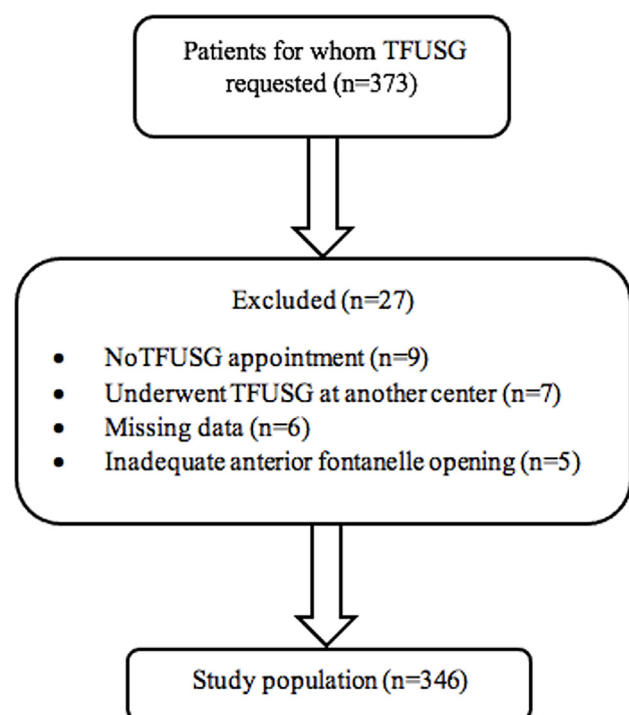 Patients for whom TFUSG
requested (n=373)
Excluded (n=27)
• NoTFUSG appointment (n=9)
• Underwent TFUSG at another center (n=7)
• Missing data (n=6)
• Inadequate anterior fontanelle opening (n=5)
Study population (n=346)